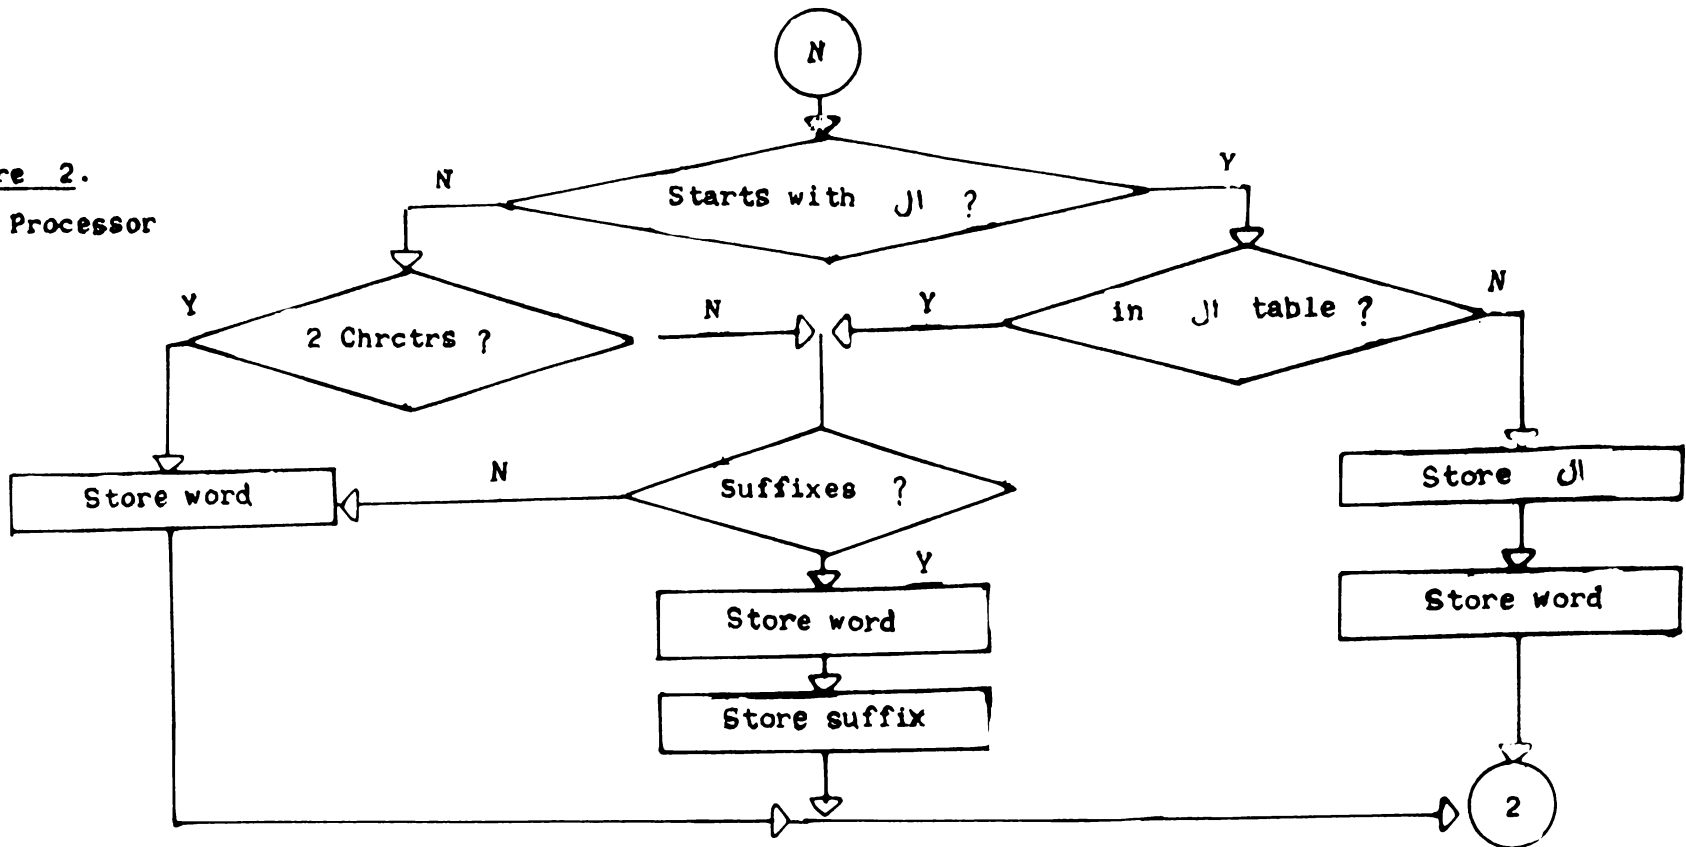 N
re 2.
Processor
N
Starts with ال ?
Y
Y
2 Chrctrs ?
N
Y
in ال table ?
N
Store word
N
Suffixes ?
Store ال
Y
Store word
Store word
Store suffix
2